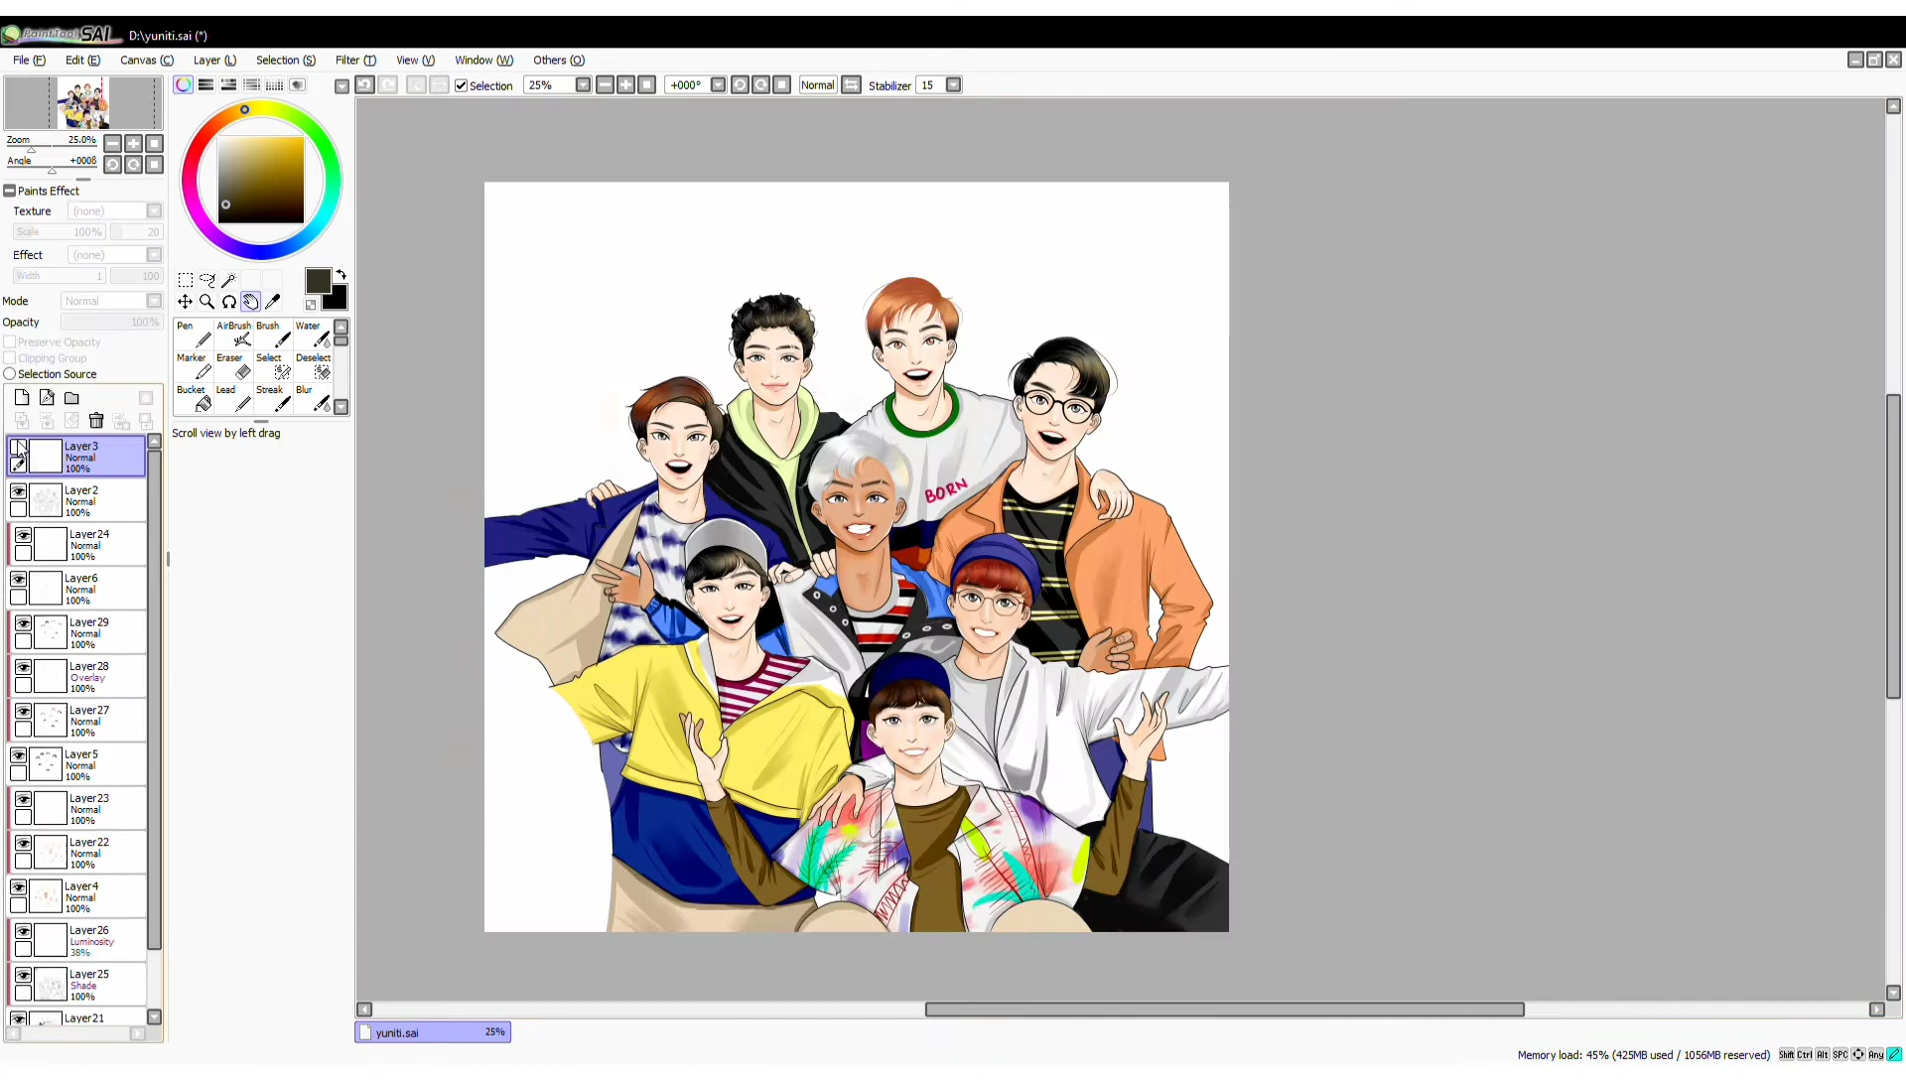 PaintTool SAI D:\yuniti.sai (*)
File (F) Edit (E) Canvas (C) Layer (L) Selection (S) Filter (T) View (V) Window (W) Others (O)
Selection 25% +000° Normal Stabilizer 15
Zoom 25.0%
Angle +000ß
Paints Effect
Texture (none)
Scale 100% 20
Effect (none)
Width 1 100
Mode Normal
Opacity 100%
Preserve Opacity
Clipping Group
Selection Source
Pen AirBrush Brush Water
Marker Eraser Select Deselect
Bucket Lead Streak Blur
Scroll view by left drag
Layer3
Normal
100%
Layer2
Normal
100%
Layer24
Normal
100%
Layer6
Normal
100%
Layer29
Normal
100%
Layer28
Overlay
100%
Layer27
Normal
100%
Layer5
Normal
100%
Layer23
Normal
100%
Layer22
Normal
100%
Layer4
Normal
100%
Layer26
Luminosity
38%
Layer25
Shade
100%
Layer21
BORN
yuniti.sai 25%
Memory load: 45% (425MB used / 1056MB reserved) Shift Ctrl Alt SPC Any